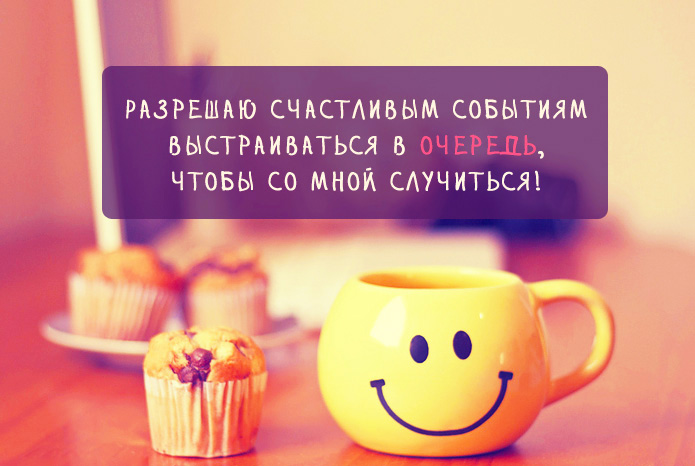 РАЗРЕШАЮ СЧАСТЛИВЫМ СОБЫТИЯМ
ВЫСТРАИВАТЬСЯ В ОЧЕРЕДЬ,
ЧТОБЫ СО МНОЙ СЛУЧИТЬСЯ!